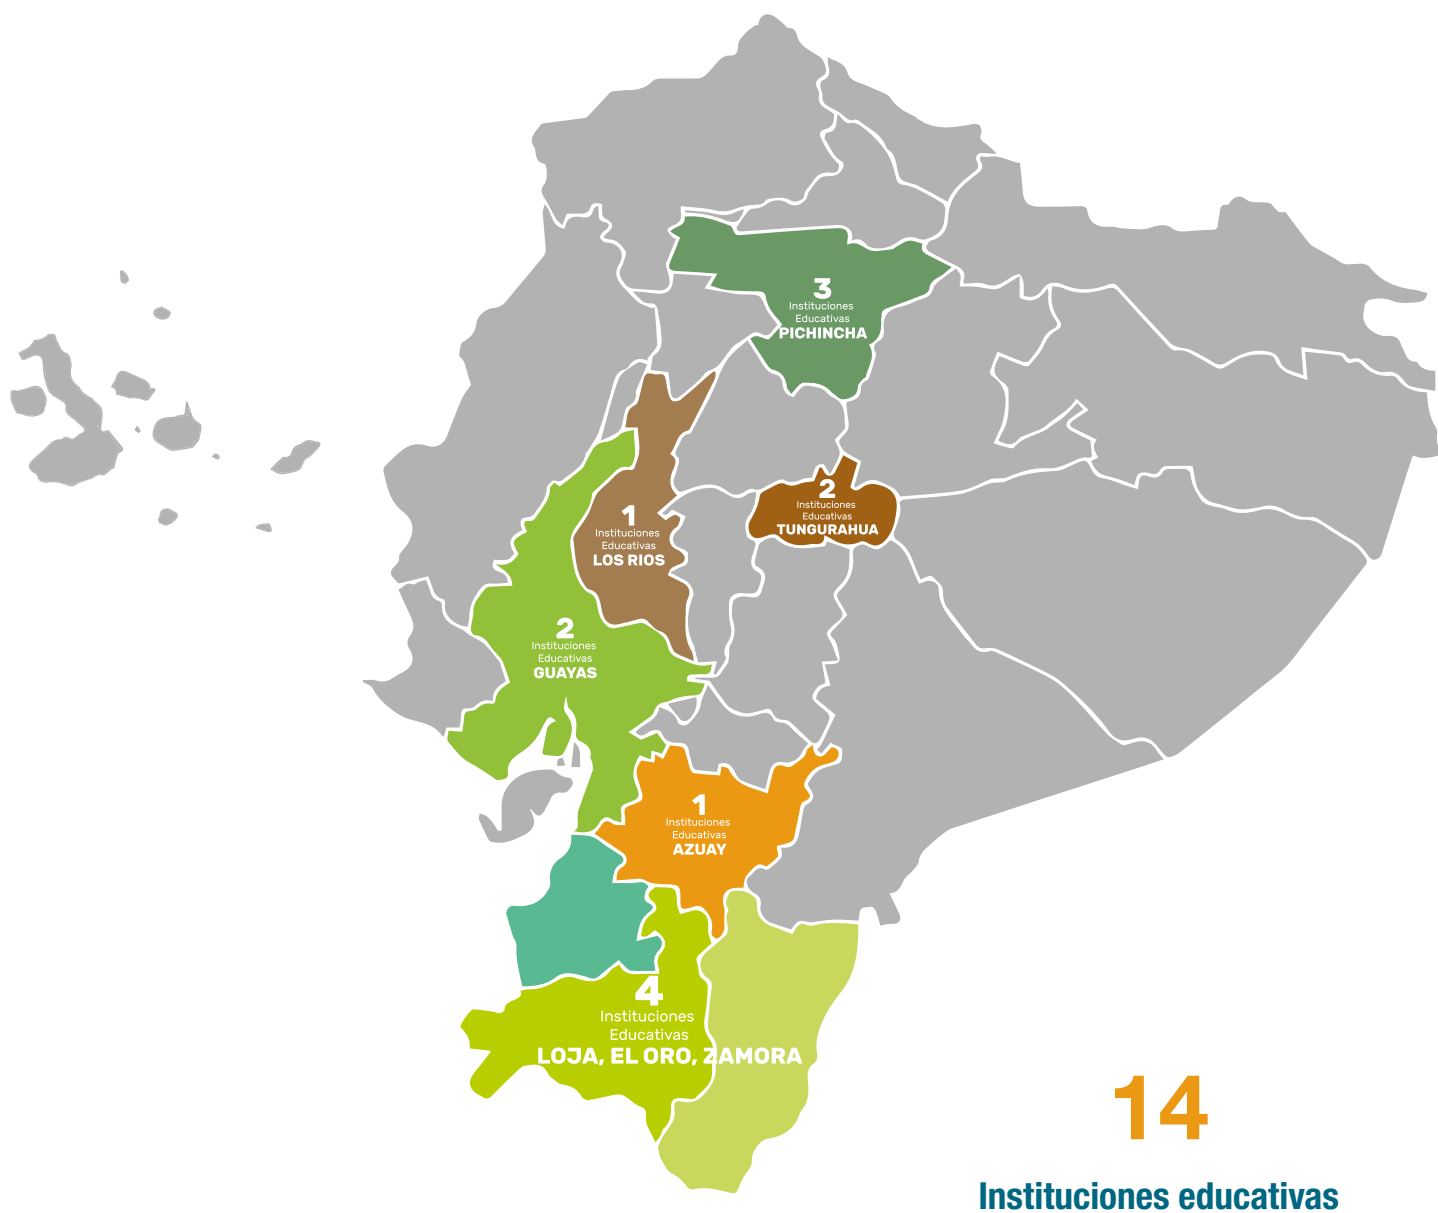 3
Instituciones
Educativas
PICHINCHA
2
Instituciones
Educativas
TUNGURAHUA
1
Instituciones
Educativas
LOS RIOS
2
Instituciones
Educativas
GUAYAS
1
Instituciones
Educativas
AZUAY
4
Instituciones
Educativas
LOJA, EL ORO, ZAMORA
14
Instituciones educativas